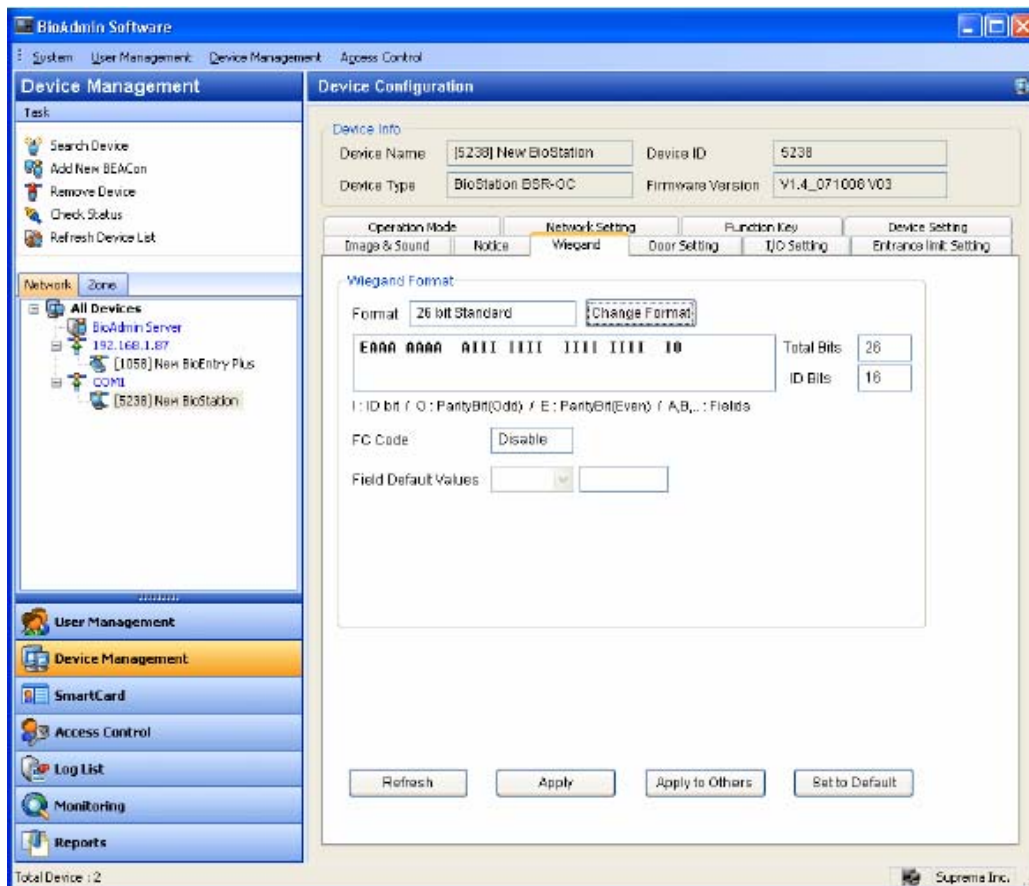 BioAdmin Software
System User Management Device Management Access Control
Device Management
Task
Search Device
Add New BEACon
Remove Device
Check Status
Refresh Device List
Network Zone
All Devices
BioAdmin Server
192.168.1.87
[1058] New BioEntry Plus
COM1
[5238] New BioStation
User Management
Device Management
SmartCard
Access Control
Log List
Monitoring
Reports
Device Configuration
Device Info
Device Name [5238] New BioStation Device ID 5238
Device Type BioStation BSR-OC Firmware Version V1.4_071008 V03
Operation Mode Network Setting Function Key Device Setting
Image & Sound Notice Wiegand Door Setting I/O Setting Entrance limit Setting
Wiegand Format
Format 26 bit Standard Change Format
EAAA AAAA AIII IIII IIII IIII IO Total Bits 26
ID Bits 16
I : ID bit / O : ParityBit(Odd) / E : ParityBit(Even) / A,B,.. : Fields
FC Code Disable
Field Default Values
Refresh Apply Apply to Others Set to Default
Total Device : 2 Suprema Inc.